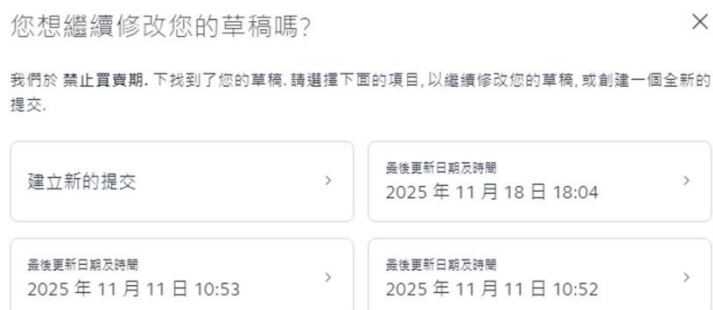 您想繼續修改您的草稿嗎?
我們於 禁止買賣期. 下找到了您的草稿. 請選擇下面的項目, 以繼續修改您的草稿, 或創建一個全新的
提交.
建立新的提交
最後更新日期及時間
2025 年 11 月 18 日 18:04
最後更新日期及時間
2025 年 11 月 11 日 10:53
最後更新日期及時間
2025 年 11 月 11 日 10:52